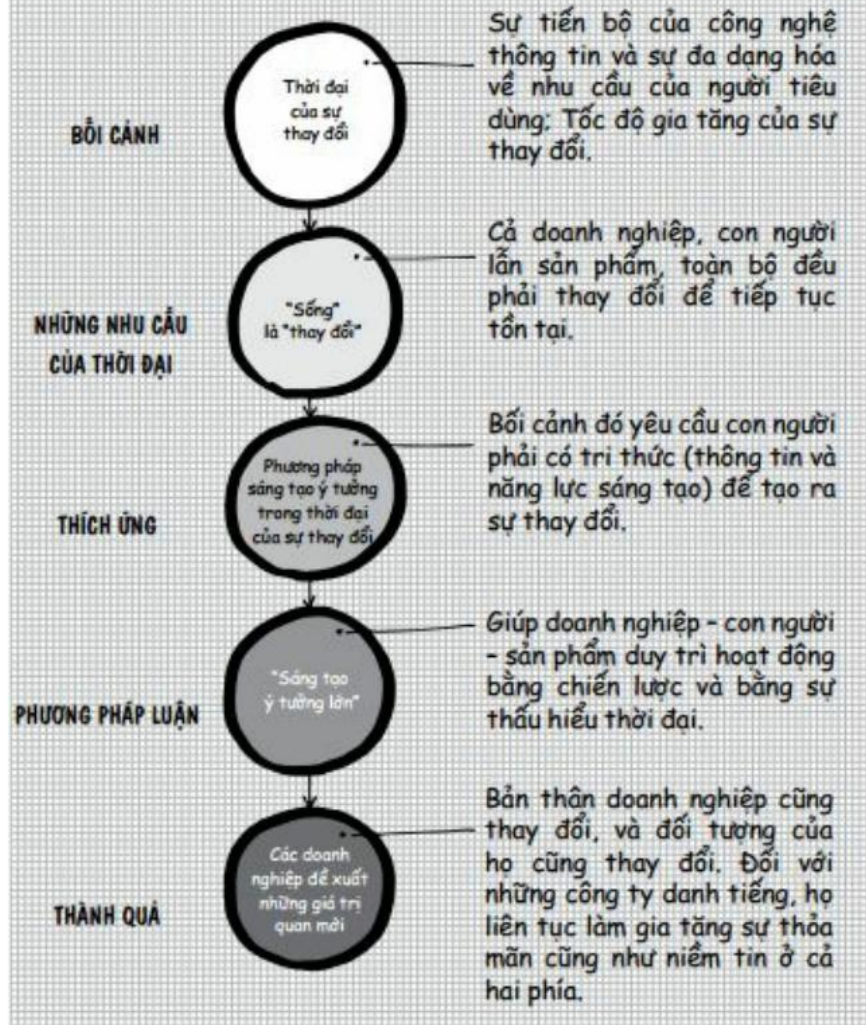 BỐI CẢNH
Thời đại
của sự
thay đổi
Sự tiến bộ của công nghệ
thông tin và sự đa dạng hóa
về nhu cầu của người tiêu
dùng; Tốc độ gia tăng của sự
thay đổi.
NHỮNG NHU CẦU
CỦA THỜI ĐẠI
"Sống"
là "thay đổi"
Cả doanh nghiệp, con người
lẫn sản phẩm, toàn bộ đều
phải thay đổi để tiếp tục
tồn tại.
THÍCH ỨNG
Phương pháp
sáng tạo ý tưởng
trong thời đại
của sự thay đổi
Bối cảnh đó yêu cầu con người
phải có tri thức (thông tin và
năng lực sáng tạo) để tạo ra
sự thay đổi.
PHƯƠNG PHÁP LUẬN
"Sáng tạo
ý tưởng lớn"
Giúp doanh nghiệp - con người
- sản phẩm duy trì hoạt động
bằng chiến lược và bằng sự
thấu hiểu thời đại.
THÀNH QUẢ
Các doanh
nghiệp đề xuất
những giá trị
quan mới
Bản thân doanh nghiệp cũng
thay đổi, và đối tượng của
họ cũng thay đổi. Đối với
những công ty danh tiếng, họ
liên tục làm gia tăng sự thỏa
mãn cũng như niềm tin ở cả
hai phía.